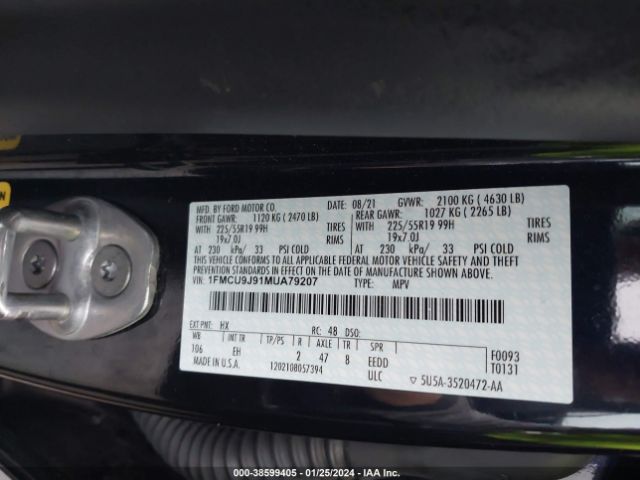 MFD. BY FORD MOTOR CO. 08/21 GVWR: 2100 KG ( 4630 LB)
FRONT GAWR: 1120 KG ( 2470 LB) REAR GAWR: 1027 KG ( 2265 LB)
WITH 225/55R19 99H TIRES WITH 225/55R19 99H TIRES
19x7.0J RIMS 19x7.0J RIMS
AT 230 kPa/ 33 PSI COLD AT 230 kPa/ 33 PSI COLD
THIS VEHICLE CONFORMS TO ALL APPLICABLE FEDERAL MOTOR VEHICLE SAFETY AND BUMPER STANDARDS AND THEFT
PREVENTION STANDARDS IN EFFECT ON THE DATE OF MANUFACTURE SHOWN ABOVE.
VIN: 1FMCU9J91MUA79207 TYPE: MPV
EXT PNT: HX RC: 48 DSO:
WB INT TR TP/PS R AXLE TR SPR F0093
106 EH 2 47 8 EEDD T0131
MADE IN U.S.A. 1202108057394 ULC ▽ 5U5A-3520472-AA
000-38599405 - 01/25/2024 - IAA Inc.